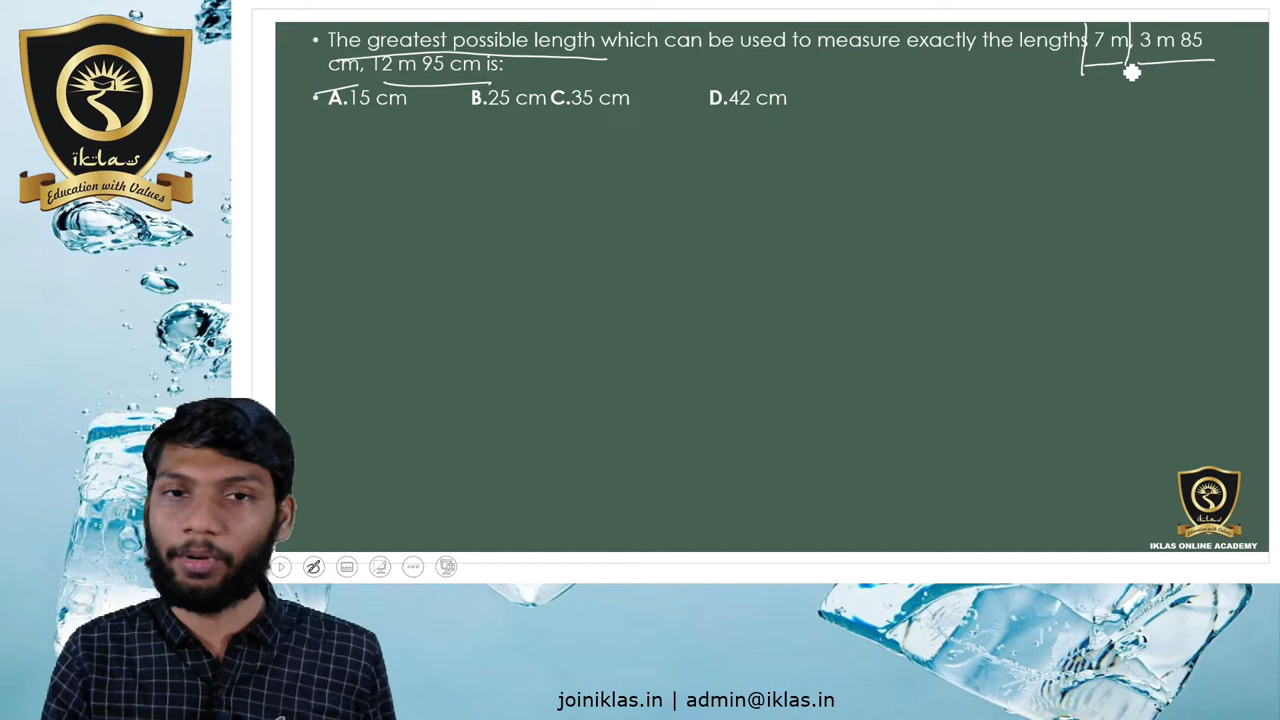 iklas
Education with Values
• The greatest possible length which can be used to measure exactly the lengths 7 m, 3 m 85
cm, 12 m 95 cm is:
• A.15 cm B.25 cm C.35 cm D.42 cm
iklas
IKLAS ONLINE ACADEMY
joiniklas.in | admin@iklas.in